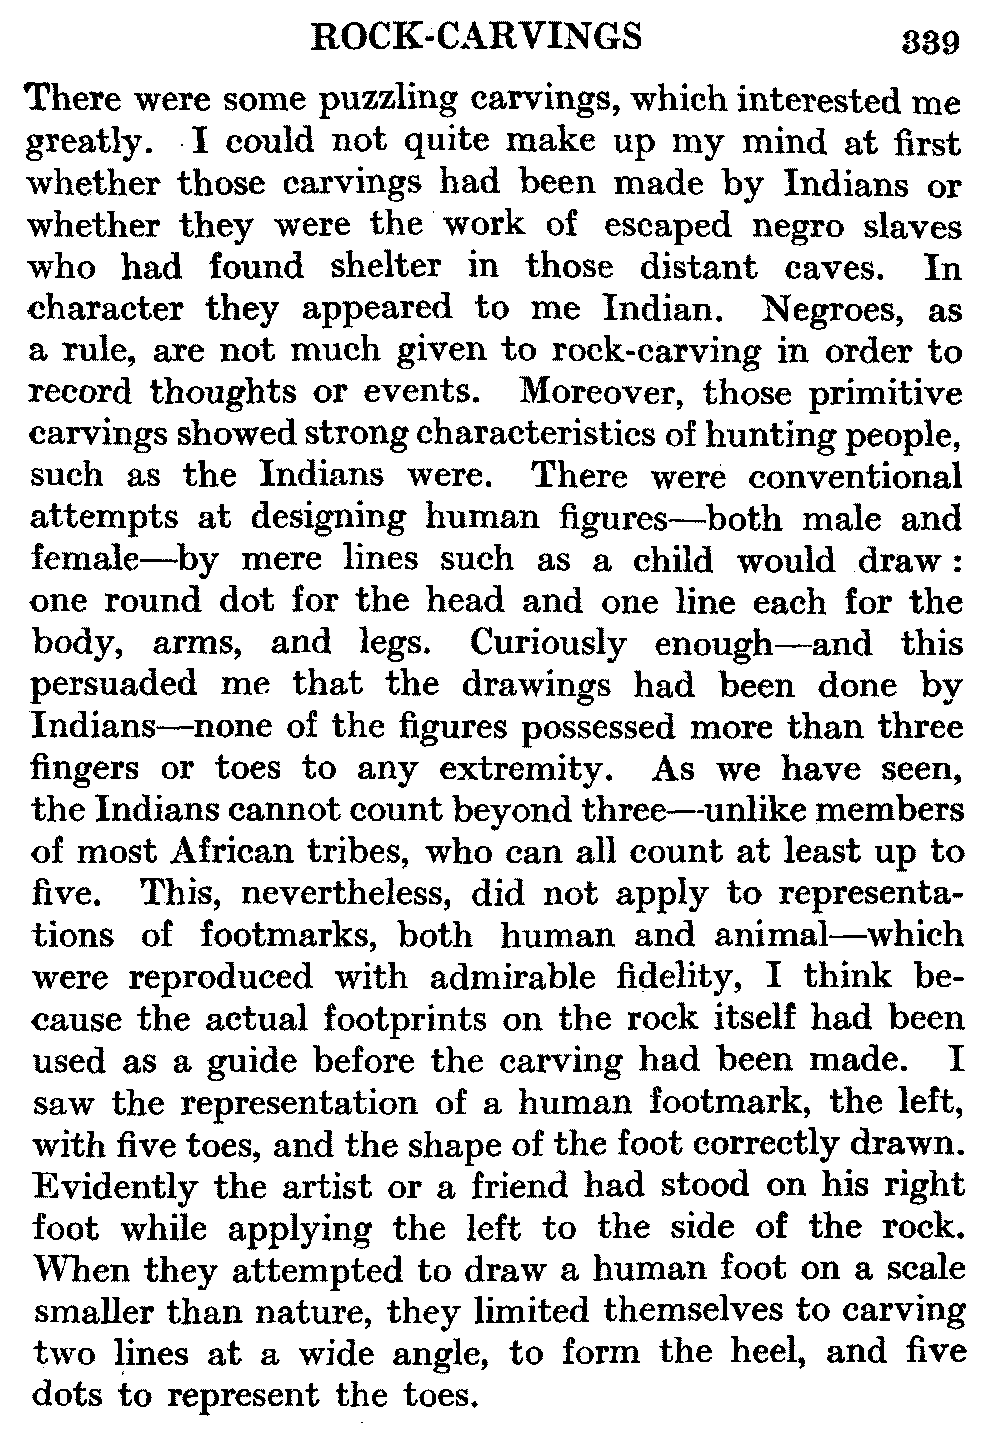 ROCK-CARVINGS 339
There were some puzzling carvings, which interested me
greatly. I could not quite make up my mind at first
whether those carvings had been made by Indians or
whether they were the work of escaped negro slaves
who had found shelter in those distant caves. In
character they appeared to me Indian. Negroes, as
a rule, are not much given to rock-carving in order to
record thoughts or events. Moreover, those primitive
carvings showed strong characteristics of hunting people,
such as the Indians were. There were conventional
attempts at designing human figures—both male and
female—by mere lines such as a child would draw :
one round dot for the head and one line each for the
body, arms, and legs. Curiously enough—and this
persuaded me that the drawings had been done by
Indians—none of the figures possessed more than three
fingers or toes to any extremity. As we have seen,
the Indians cannot count beyond three—unlike members
of most African tribes, who can all count at least up to
five. This, nevertheless, did not apply to representa-
tions of footmarks, both human and animal—which
were reproduced with admirable fidelity, I think be-
cause the actual footprints on the rock itself had been
used as a guide before the carving had been made. I
saw the representation of a human footmark, the left,
with five toes, and the shape of the foot correctly drawn.
Evidently the artist or a friend had stood on his right
foot while applying the left to the side of the rock.
When they attempted to draw a human foot on a scale
smaller than nature, they limited themselves to carving
two lines at a wide angle, to form the heel, and five
dots to represent the toes.